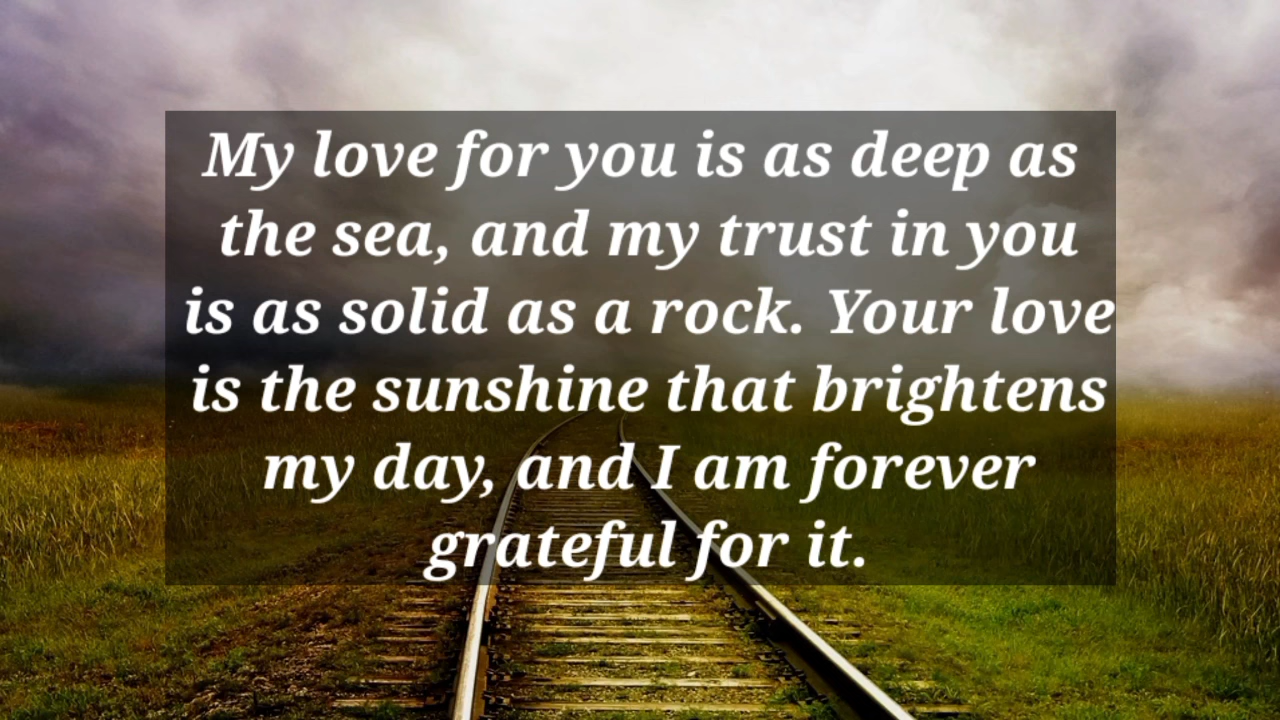 My love for you is as deep as
the sea, and my trust in you
is as solid as a rock. Your love
is the sunshine that brightens
my day, and I am forever
grateful for it.